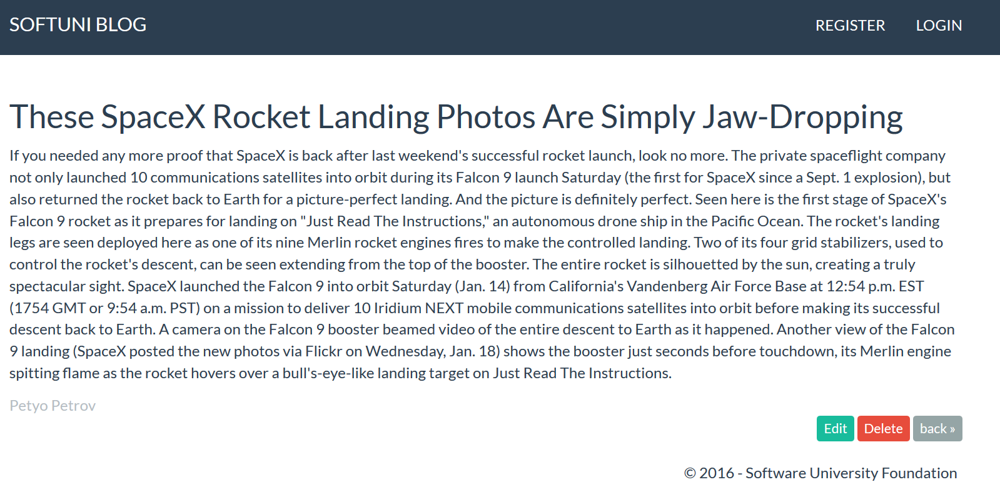 SOFTUNI BLOG
REGISTER
LOGIN
These SpaceX Rocket Landing Photos Are Simply Jaw-Dropping
If you needed any more proof that SpaceX is back after last weekend's successful rocket launch, look no more. The private spaceflight company
not only launched 10 communications satellites into orbit during its Falcon 9 launch Saturday (the first for SpaceX since a Sept. 1 explosion), but
also returned the rocket back to Earth for a picture-perfect landing. And the picture is definitely perfect. Seen here is the first stage of SpaceX's
Falcon 9 rocket as it prepares for landing on "Just Read The Instructions," an autonomous drone ship in the Pacific Ocean. The rocket's landing
legs are seen deployed here as one of its nine Merlin rocket engines fires to make the controlled landing. Two of its four grid stabilizers, used to
control the rocket's descent, can be seen extending from the top of the booster. The entire rocket is silhouetted by the sun, creating a truly
spectacular sight. SpaceX launched the Falcon 9 into orbit Saturday (Jan. 14) from California's Vandenberg Air Force Base at 12:54 p.m. EST
(1754 GMT or 9:54 a.m. PST) on a mission to deliver 10 Iridium NEXT mobile communications satellites into orbit before making its successful
descent back to Earth. A camera on the Falcon 9 booster beamed video of the entire descent to Earth as it happened. Another view of the Falcon
9 landing (SpaceX posted the new photos via Flickr on Wednesday, Jan. 18) shows the booster just seconds before touchdown, its Merlin engine
spitting flame as the rocket hovers over a bull's-eye-like landing target on Just Read The Instructions.
Petyo Petrov
Edit
Delete
back »
© 2016 - Software University Foundation